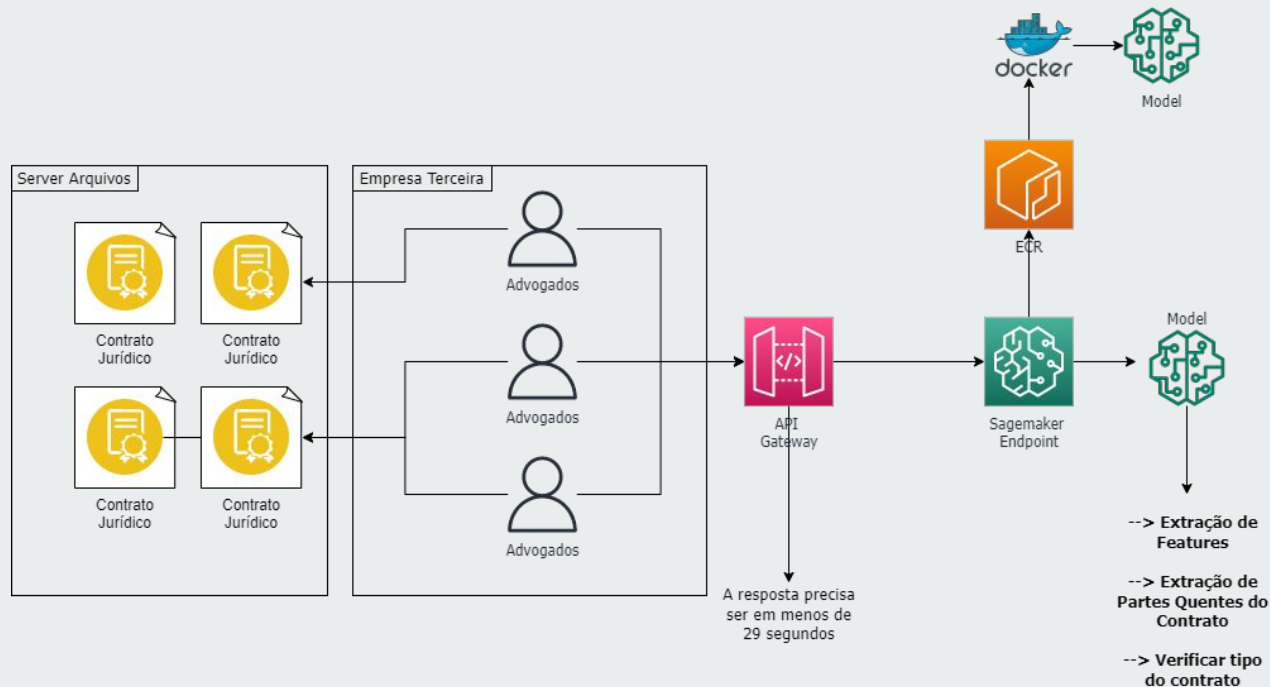 docker
Model
Server Arquivos
Empresa Terceira
Contrato
Jurídico
Contrato
Jurídico
Advogados
ECR
Contrato
Jurídico
Contrato
Jurídico
Advogados
Advogados
API
Gateway
Sagemaker
Endpoint
Model
A resposta precisa
ser em menos de
29 segundos
--> Extração de
Features
--> Extração de
Partes Quentes do
Contrato
--> Verificar tipo
do contrato